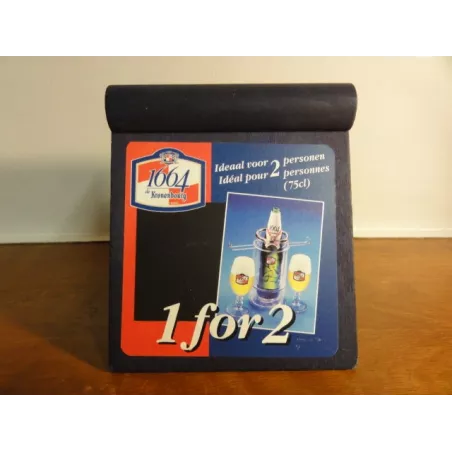 1664
de Kronenbourg
Ideaal voor 2 personen
Idéal pour 2 personnes
(75cl)
1 for 2